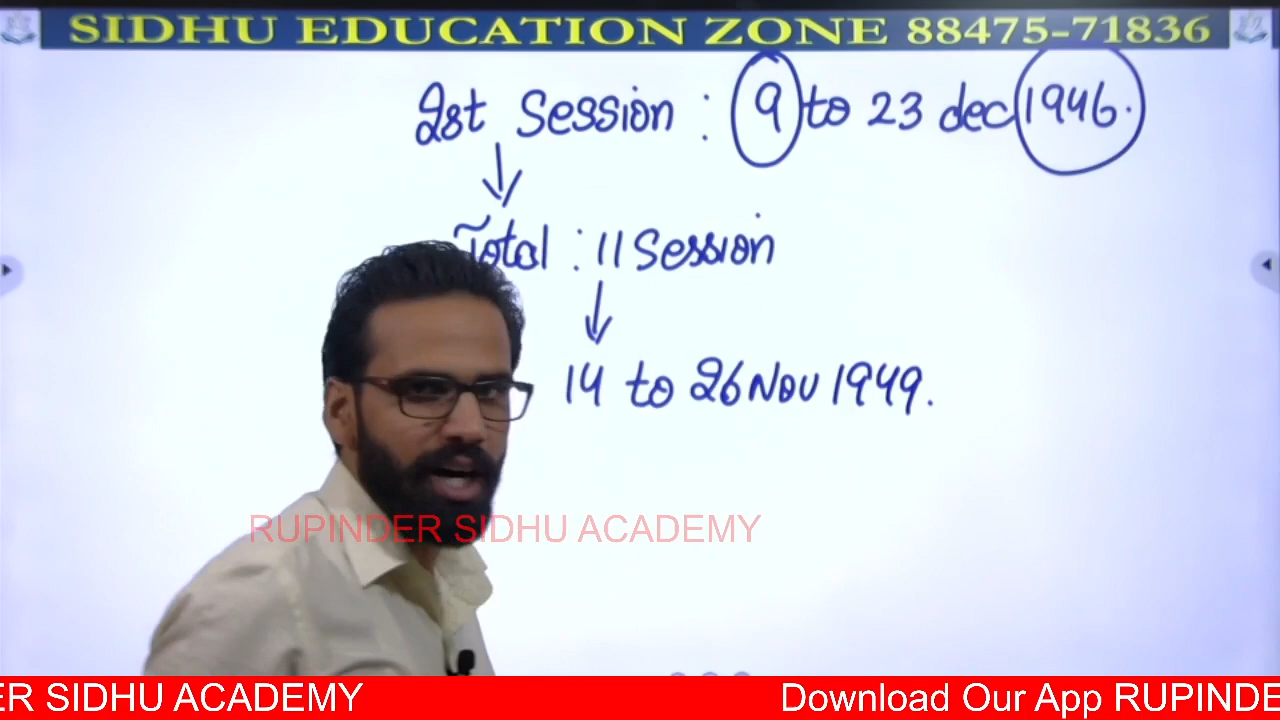 SIDHU EDUCATION ZONE 88475-71836
1st Session : 9 to 23 dec 1946.
Total : 11 Session
14 to 26 Nov 1949.
RUPINDER SIDHU ACADEMY
ER SIDHU ACADEMY Download Our App RUPINDE